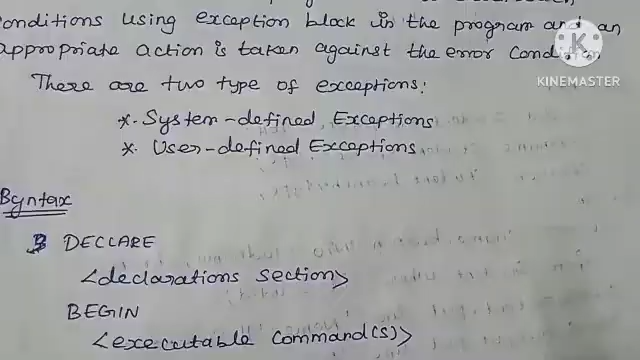 conditions using exception block in the program and an
appropriate action is taken against the error condition
KINEMASTER
There are two type of exceptions:
*. System-defined Exceptions
*. User-defined Exceptions
Byntax
DECLARE
<declarations section>
BEGIN
<executable command(s)>